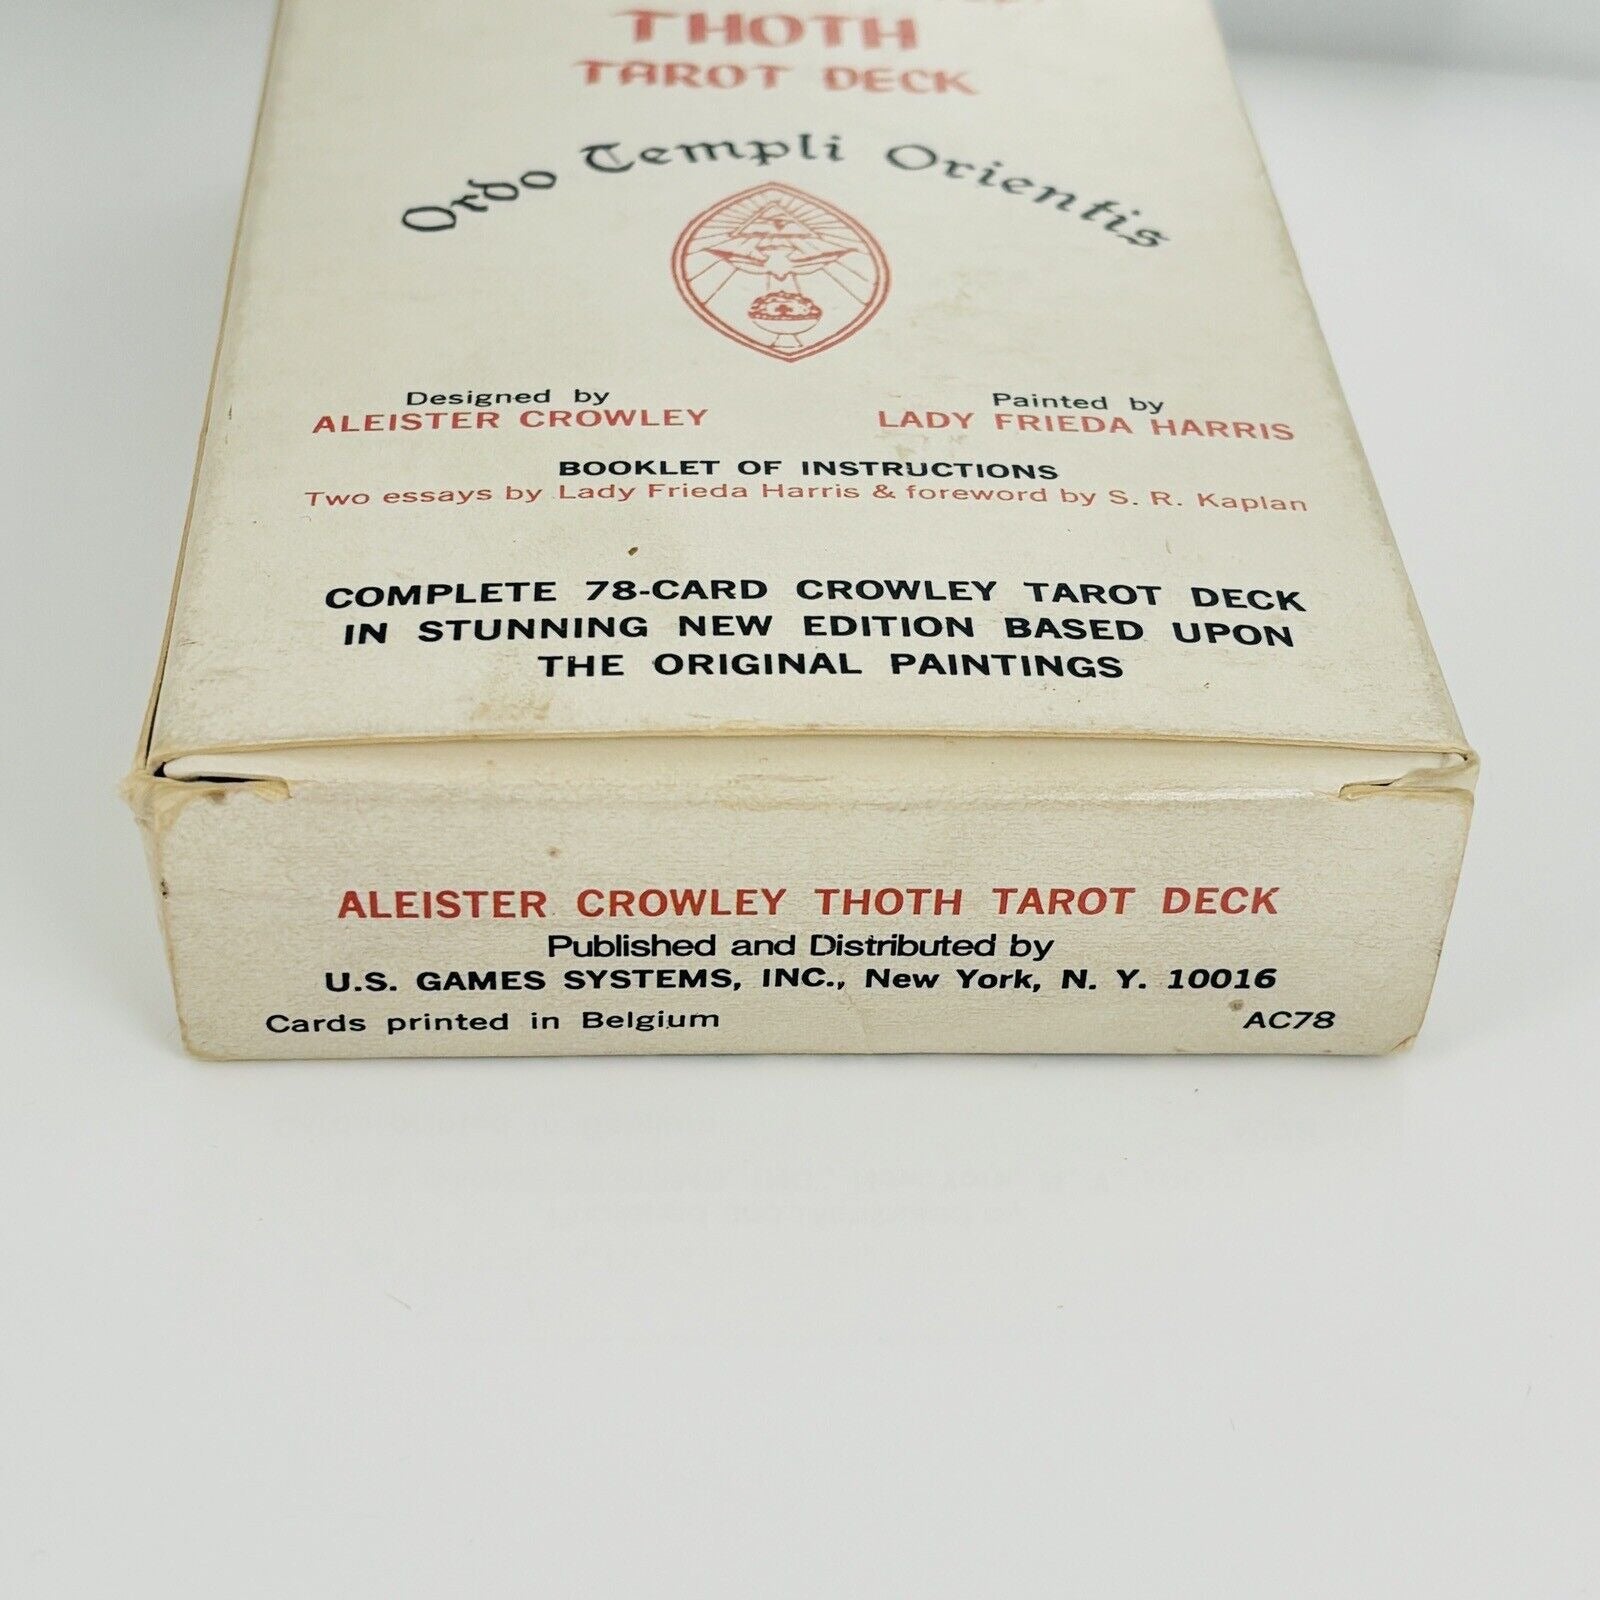 THOTH
TAROT DECK
Ordo Templi Orientis
Designed by
ALEISTER CROWLEY
Painted by
LADY FRIEDA HARRIS
BOOKLET OF INSTRUCTIONS
Two essays by Lady Frieda Harris & foreword by S. R. Kaplan
COMPLETE 78-CARD CROWLEY TAROT DECK
IN STUNNING NEW EDITION BASED UPON
THE ORIGINAL PAINTINGS
ALEISTER CROWLEY THOTH TAROT DECK
Published and Distributed by
U.S. GAMES SYSTEMS, INC., New York, N. Y. 10016
Cards printed in Belgium
AC78